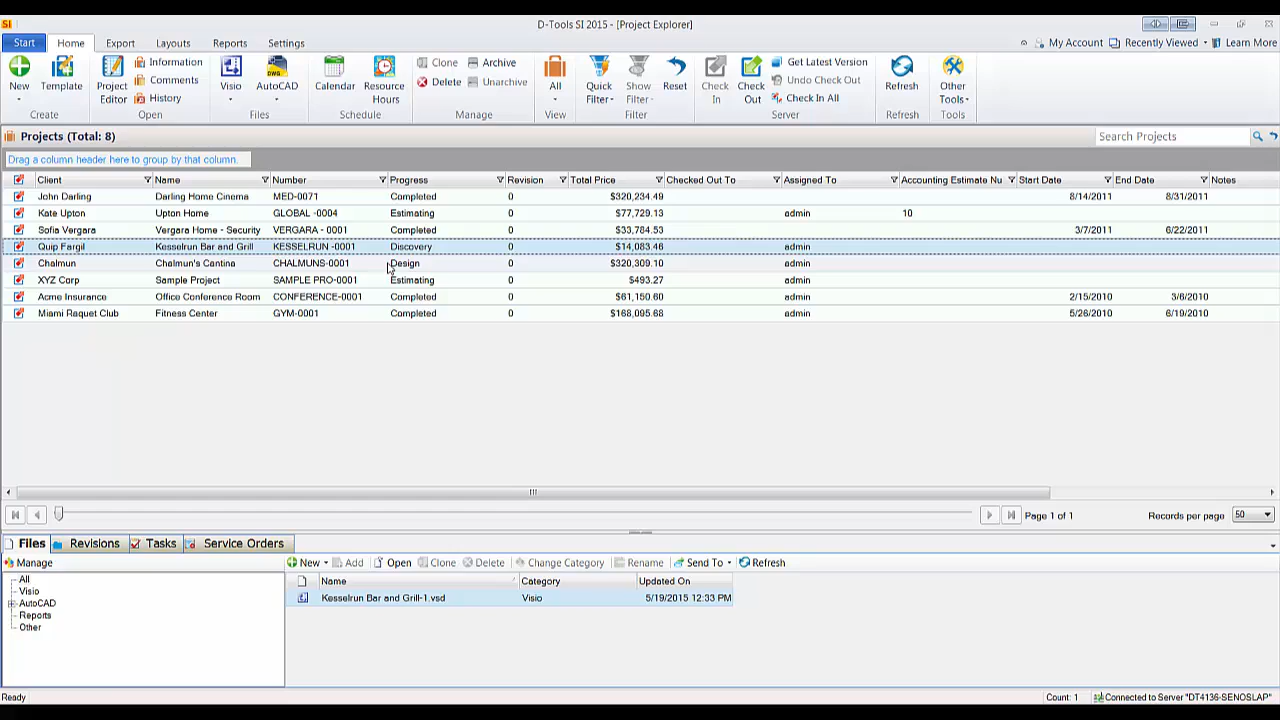 SI D-Tools SI 2015 - [Project Explorer]
Start Home Export Layouts Reports Settings My Account Recently Viewed Learn More
New Template Project Editor Information Comments History Visio AutoCAD DWG Calendar Resource Hours Clone Delete Archive Unarchive All Quick Filter Show Filter Reset Check In Check Out Get Latest Version Undo Check Out Check In All Refresh Other Tools
Create Open Files Schedule Manage View Filter Server Refresh Tools
Projects (Total: 8) Search Projects
Drag a column header here to group by that column.
Client Name Number Progress Revision Total Price Checked Out To Assigned To Accounting Estimate Nu Start Date End Date Notes
John Darling Darling Home Cinema MED-0071 Completed 0 $320,234.49 8/14/2011 8/31/2011
Kate Upton Upton Home GLOBAL -0004 Estimating 0 $77,729.13 admin 10
Sofia Vergara Vergara Home - Security VERGARA - 0001 Completed 0 $33,784.53 3/7/2011 6/22/2011
Quip Fargil Kesselrun Bar and Grill KESSELRUN -0001 Discovery 0 $14,083.46 admin
Chalmun Chalmun's Cantina CHALMUNS-0001 Design 0 $320,309.10 admin
XYZ Corp Sample Project SAMPLE PRO-0001 Estimating 0 $493.27 admin
Acme Insurance Office Conference Room CONFERENCE-0001 Completed 0 $61,150.60 admin 2/15/2010 3/6/2010
Miami Raquet Club Fitness Center GYM-0001 Completed 0 $168,095.68 admin 5/26/2010 6/19/2010
Page 1 of 1 Records per page 50
Files Revisions Tasks Service Orders
Manage New Add Open Clone Delete Change Category Rename Send To Refresh
All
Visio
AutoCAD
Reports
Other
Name Category Updated On
Kesselrun Bar and Grill-1.vsd Visio 5/19/2015 12:33 PM
Ready Count: 1 Connected to Server "DT4136-SENOSLAP"